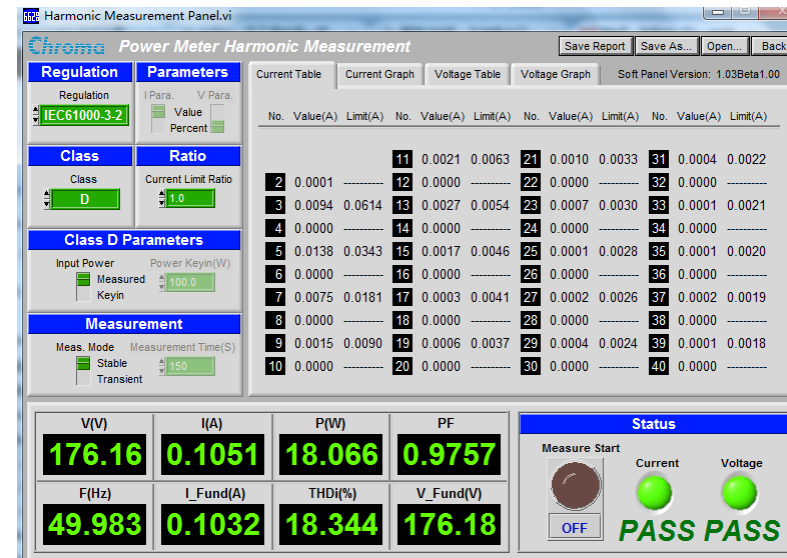 Harmonic Measurement Panel.vi
Chroma Power Meter Harmonic Measurement
Save Report Save As... Open... Back
Regulation Parameters
Current Table Current Graph Voltage Table Voltage Graph Soft Panel Version: 1.03Beta1.00
Regulation I Para. V Para.
IEC61000-3-2 Value
Percent
No. Value(A) Limit(A) No. Value(A) Limit(A) No. Value(A) Limit(A) No. Value(A) Limit(A)
Class Ratio
11 0.0021 0.0063 21 0.0010 0.0033 31 0.0004 0.0022
Class Current Limit Ratio
2 0.0001 ---------- 12 0.0000 ---------- 22 0.0000 ---------- 32 0.0000 ----------
D 1.0
3 0.0094 0.0614 13 0.0027 0.0054 23 0.0007 0.0030 33 0.0001 0.0021
4 0.0000 ---------- 14 0.0000 ---------- 24 0.0000 ---------- 34 0.0000 ----------
Class D Parameters
5 0.0138 0.0343 15 0.0017 0.0046 25 0.0001 0.0028 35 0.0001 0.0020
Input Power Power Keyin(W)
6 0.0000 ---------- 16 0.0000 ---------- 26 0.0000 ---------- 36 0.0000 ----------
Measured 100.0
Keyin
7 0.0075 0.0181 17 0.0003 0.0041 27 0.0002 0.0026 37 0.0002 0.0019
8 0.0000 ---------- 18 0.0000 ---------- 28 0.0000 ---------- 38 0.0000 ----------
Measurement
9 0.0015 0.0090 19 0.0006 0.0037 29 0.0004 0.0024 39 0.0001 0.0018
Meas. Mode Measurement Time(S)
Stable 150
10 0.0000 ---------- 20 0.0000 ---------- 30 0.0000 ---------- 40 0.0000 ----------
Transient
V(V) I(A) P(W) PF
176.16 0.1051 18.066 0.9757
F(Hz) I_Fund(A) THDi(%) V_Fund(V)
49.983 0.1032 18.344 176.18
Status
Measure Start
Current Voltage
OFF PASS PASS